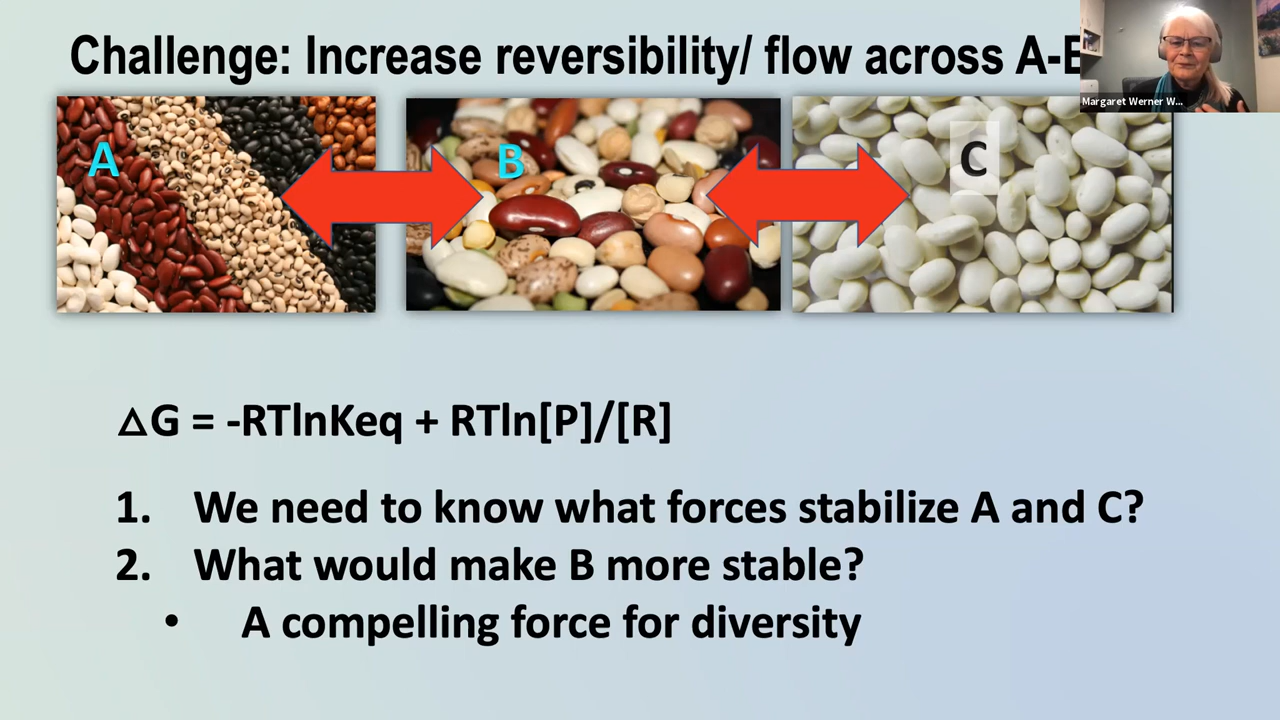 Challenge: Increase reversibility/ flow across A-
A
B
C
Margaret Werner W...
△G = -RTlnKeq + RTln[P]/[R]
1. We need to know what forces stabilize A and C?
2. What would make B more stable?
• A compelling force for diversity